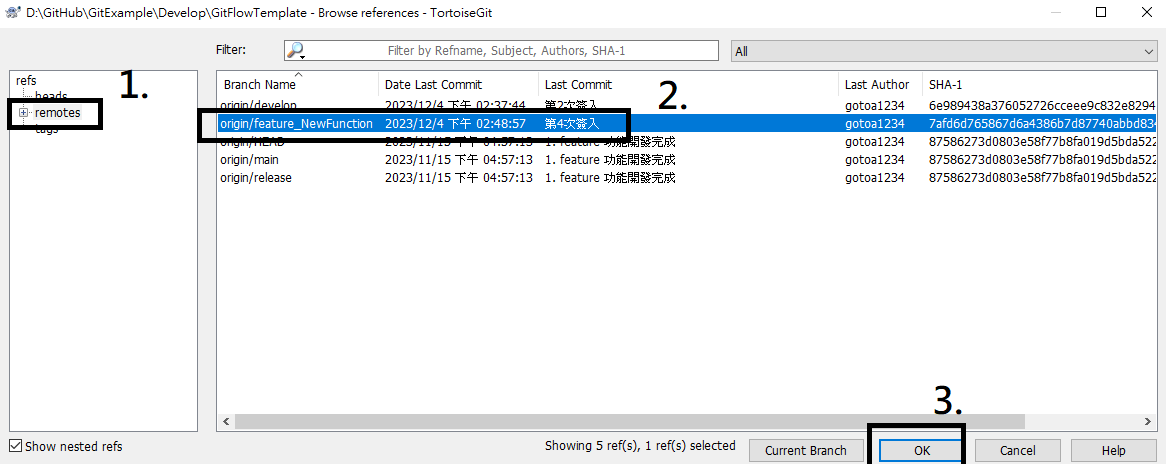 D:\GitHub\GitExample\Develop\GitFlowTemplate - Browse references - TortoiseGit
Filter: Filter by Refname, Subject, Authors, SHA-1 All
1.
refs
heads
remotes
tags
Branch Name Date Last Commit Last Commit Last Author SHA-1
2.
origin/develop 2023/12/4 下午 02:37:44 第2次簽入 gotoa1234 6e989438a376052726cceee9c832e8294
origin/feature_NewFunction 2023/12/4 下午 02:48:57 第4次簽入 gotoa1234 7afd6d765867d6a4386b7d87740abbd834
origin/HEAD 2023/11/15 下午 04:57:13 1. feature 功能開發完成 gotoa1234 87586273d0803e58f77b8fa019d5bda522
origin/main 2023/11/15 下午 04:57:13 1. feature 功能開發完成 gotoa1234 87586273d0803e58f77b8fa019d5bda522
origin/release 2023/11/15 下午 04:57:13 1. feature 功能開發完成 gotoa1234 87586273d0803e58f77b8fa019d5bda522
3.
Show nested refs Showing 5 ref(s), 1 ref(s) selected Current Branch OK Cancel Help